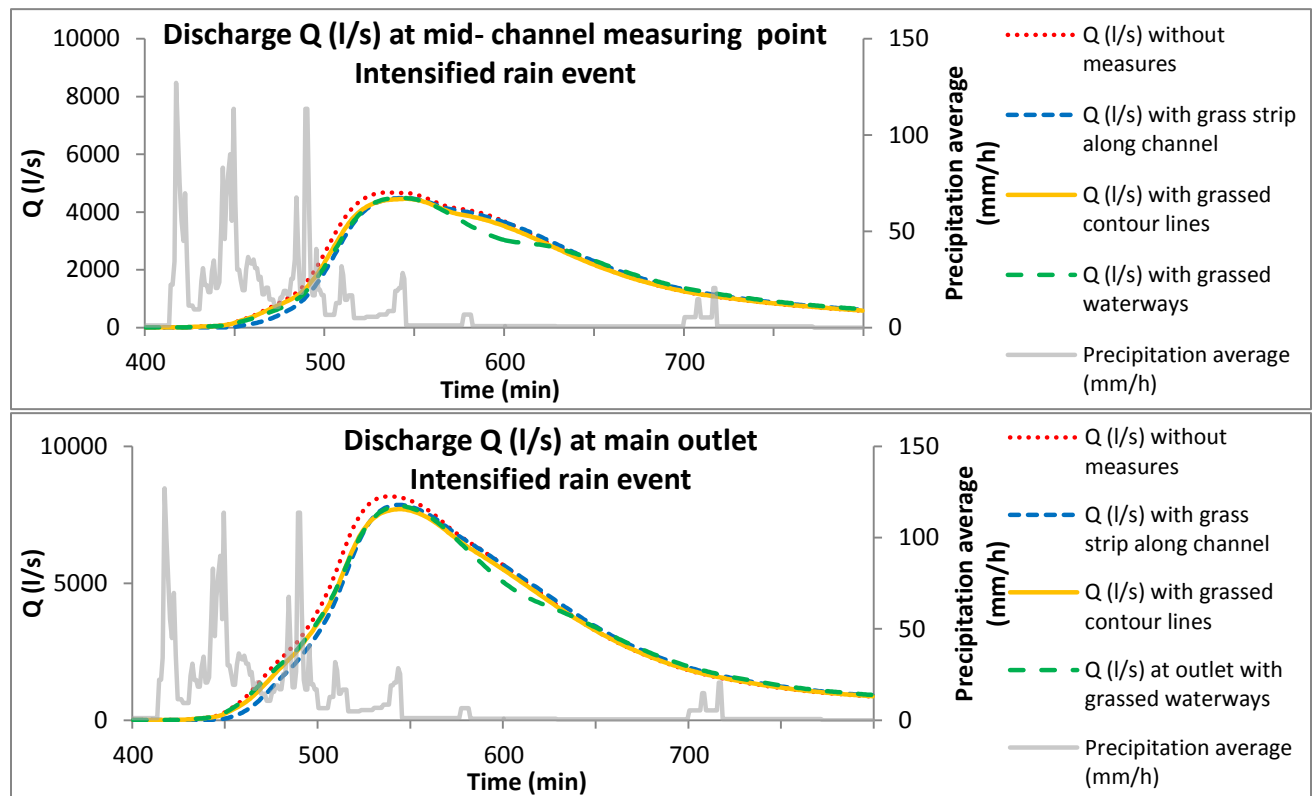 Discharge Q (l/s) at mid- channel measuring point
Intensified rain event
10000
8000
6000
4000
2000
0
Q (l/s)
150
100
50
0
Precipitation average
(mm/h)
400
500
600
700
Time (min)
Q (l/s) without
measures
Q (l/s) with grass strip
along channel
Q (l/s) with grassed
contour lines
Q (l/s) with grassed
waterways
Precipitation average
(mm/h)
Discharge Q (l/s) at main outlet
Intensified rain event
10000
5000
0
Q (l/s)
150
100
50
0
Precipitation average
(mm/h)
400
500
600
700
Time (min)
Q (l/s) without
measures
Q (l/s) with grass
strip along channel
Q (l/s) with grassed
contour lines
Q (l/s) at outlet with
grassed waterways
Precipitation average
(mm/h)